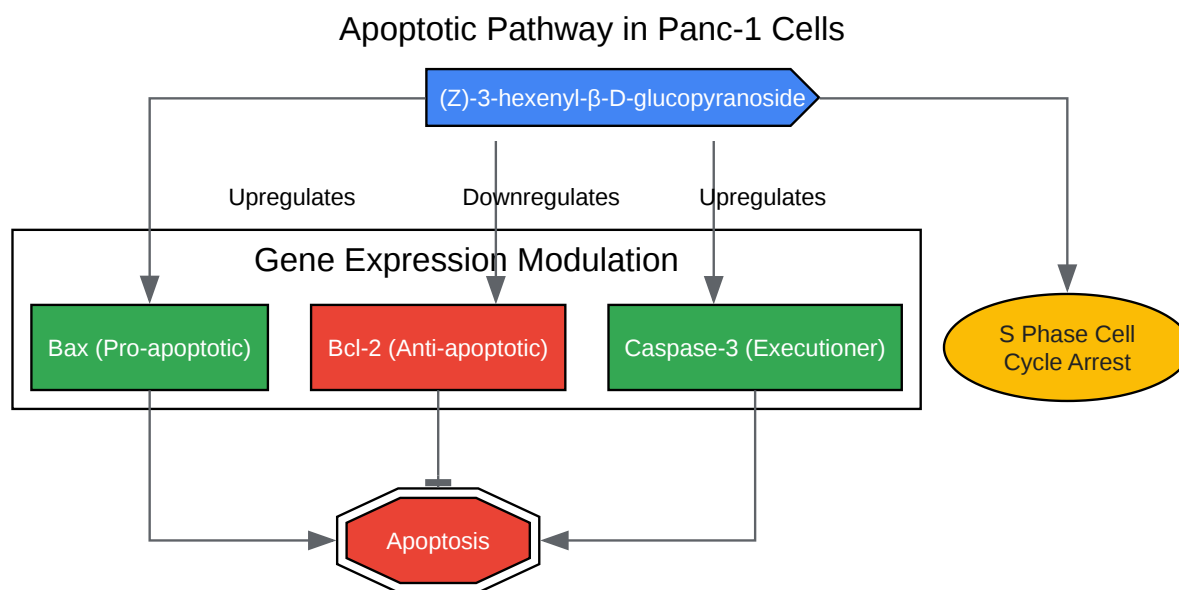 Apoptotic Pathway in Panc-1 Cells
(Z)-3-hexenyl-β-D-glucopyranoside
Upregulates
Downregulates
Upregulates
Gene Expression Modulation
Bax (Pro-apoptotic)
Bcl-2 (Anti-apoptotic)
Caspase-3 (Executioner)
S Phase Cell
Cycle Arrest
Apoptosis